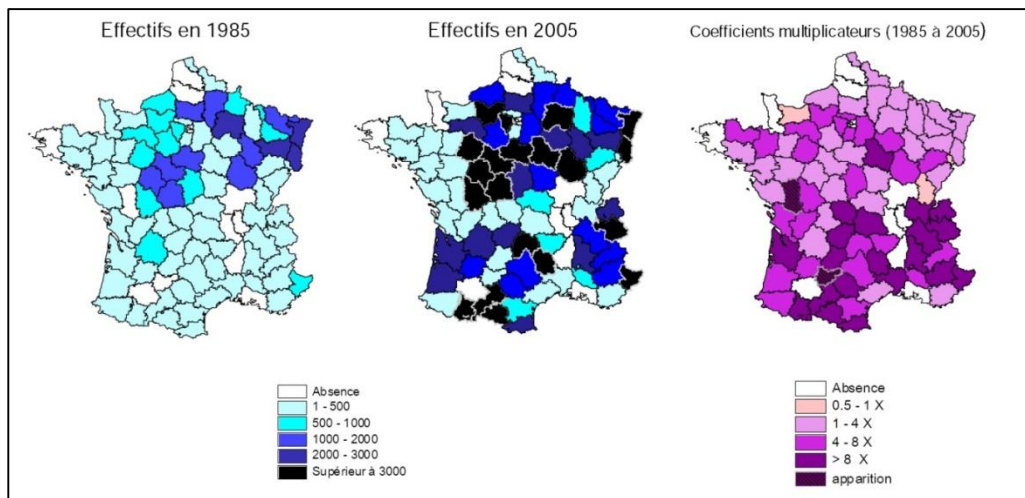 Effectifs en 1985
Effectifs en 2005
Coefficients multiplicateurs (1985 à 2005)
Absence
1 - 500
500 - 1000
1000 - 2000
2000 - 3000
Supérieur à 3000
Absence
0.5 - 1 X
1 - 4 X
4 - 8 X
> 8 X
apparition